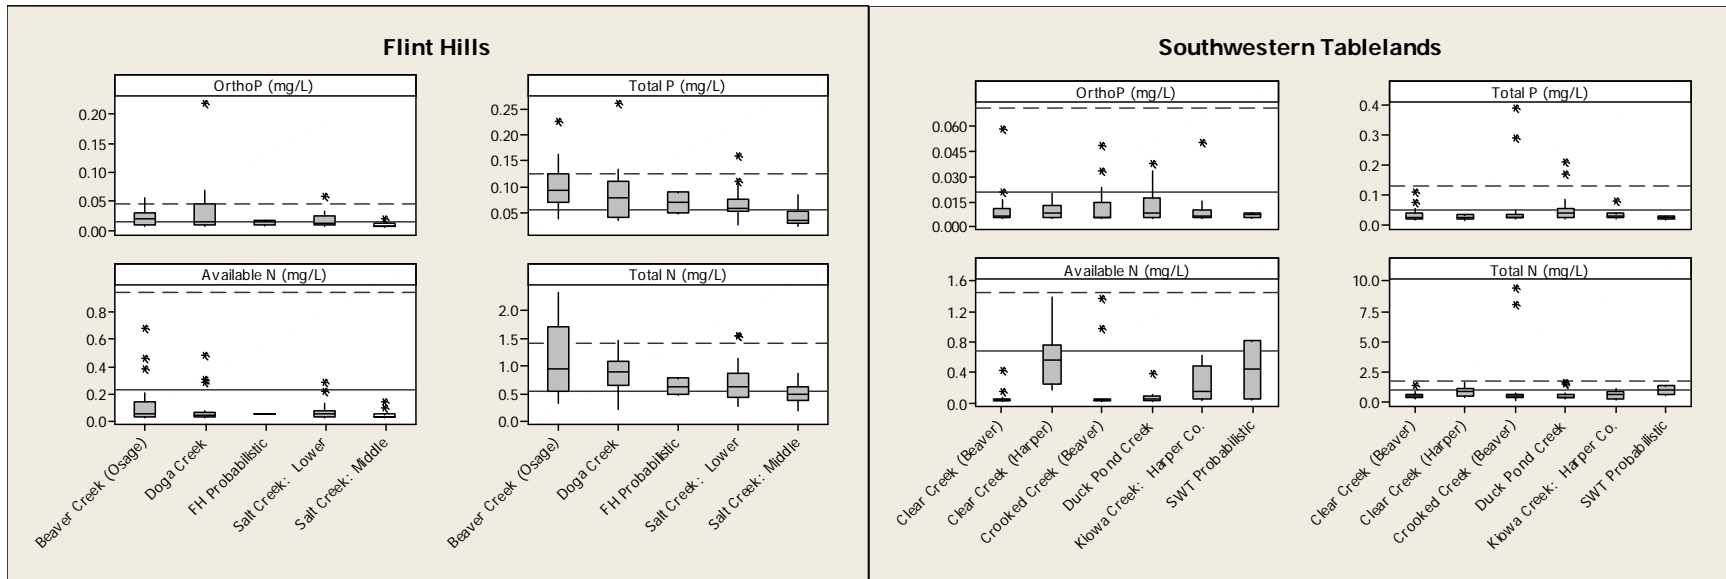 Flint Hills
OrthoP (mg/L)
0.20
0.15
0.10
0.05
0.00
Total P (mg/L)
0.25
0.20
0.15
0.10
0.05
Available N (mg/L)
0.8
0.6
0.4
0.2
0.0
Total N (mg/L)
2.0
1.5
1.0
0.5
0.0
Beaver Creek (Osage)
Doga Creek
FH Probabilistic
Salt Creek: Lower
Salt Creek: Middle
Beaver Creek (Osage)
Doga Creek
FH Probabilistic
Salt Creek: Lower
Salt Creek: Middle
Southwestern Tablelands
OrthoP (mg/L)
0.060
0.045
0.030
0.015
0.000
Total P (mg/L)
0.4
0.3
0.2
0.1
0.0
Available N (mg/L)
1.6
1.2
0.8
0.4
0.0
Total N (mg/L)
10.0
7.5
5.0
2.5
0.0
Clear Creek (Beaver)
Clear Creek (Harper)
Crooked Creek (Beaver)
Duck Pond Creek
Kiowa Creek: Harper Co.
SWT Probabilistic
Clear Creek (Beaver)
Clear Creek (Harper)
Crooked Creek (Beaver)
Duck Pond Creek
Kiowa Creek: Harper Co.
SWT Probabilistic